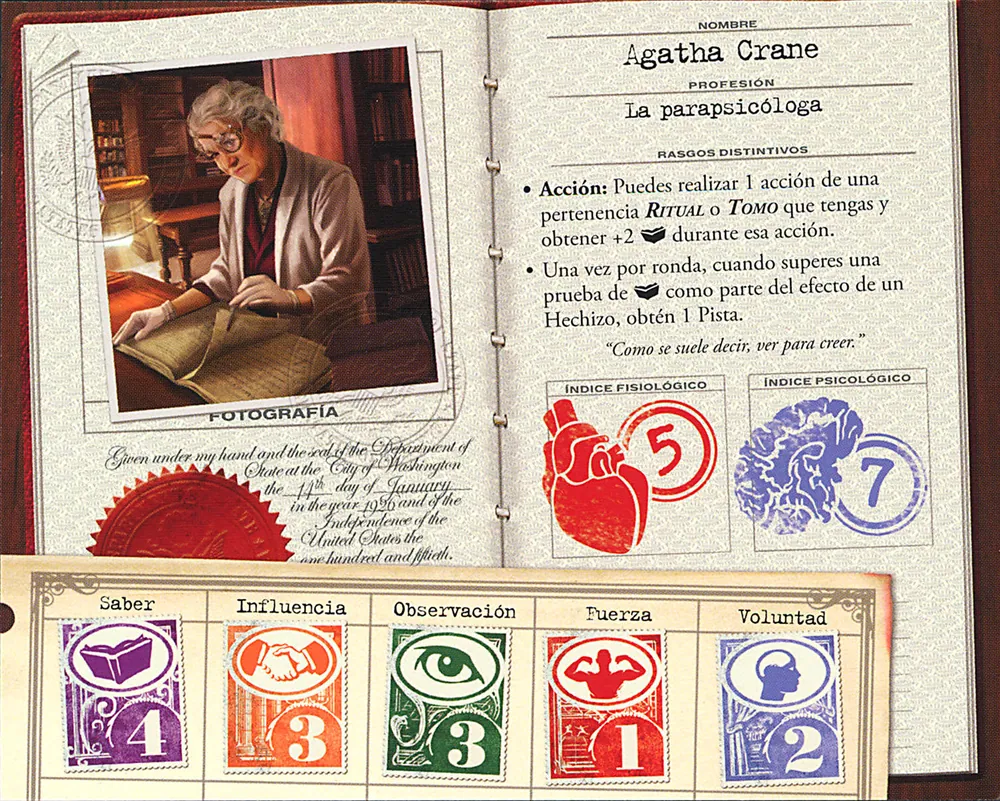 FOTOGRAFÍA
Given under my hand and the seal of the Department of
State at the City of Washington
the 14th day of January
in the year 1926 and of the
Independence of the
United States the
one hundred and fiftieth.
NOMBRE
Agatha Crane
PROFESIÓN
La parapsicóloga
RASGOS DISTINTIVOS
• Acción: Puedes realizar 1 acción de una
pertenencia RITUAL o TOMO que tengas y
obtener +2 durante esa acción.
• Una vez por ronda, cuando superes una
prueba de como parte del efecto de un
Hechizo, obtén 1 Pista.
“Como se suele decir, ver para creer.”
ÍNDICE FISIOLÓGICO
5
ÍNDICE PSICOLÓGICO
7
Saber
4
Influencia
3
Observación
3
Fuerza
1
Voluntad
2